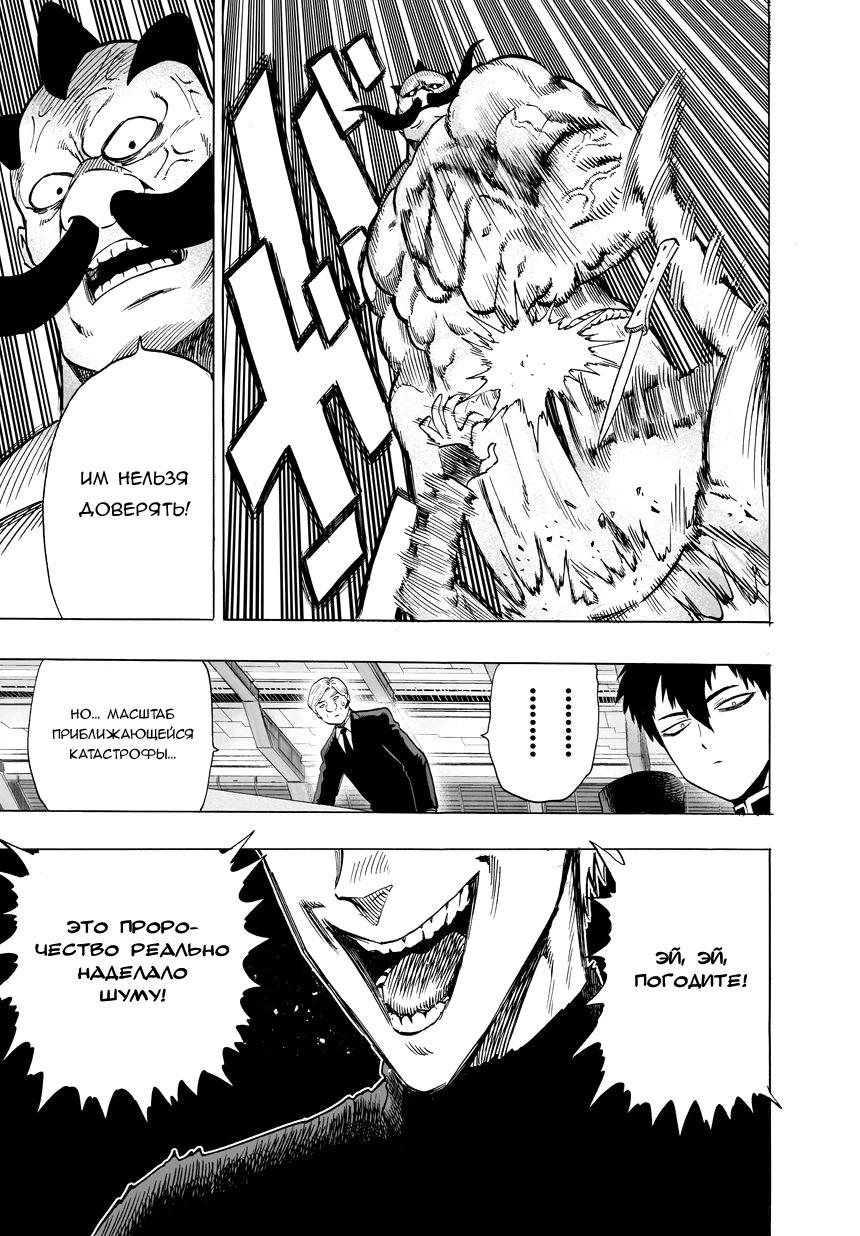 ИМ НЕЛЬЗЯ
ДОВЕРЯТЬ!
НО... МАСШТАБ
ПРИБЛИЖАЮЩЕЙСЯ
КАТАСТРОФЫ...
ЭЙ, ЭЙ,
ПОГОДИТЕ!
ЭТО ПРОРО-
ЧЕСТВО РЕАЛЬНО
НАДЕЛАЛО
ШУМУ!